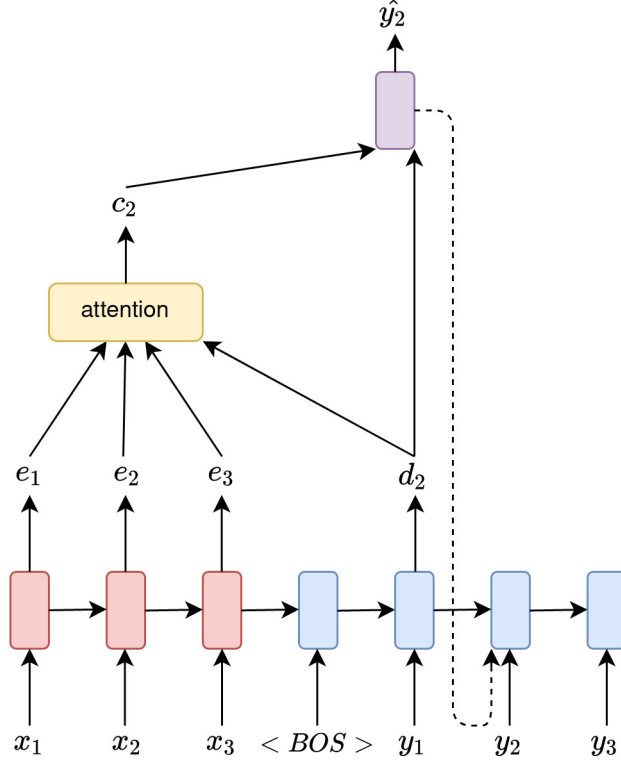 ŷ₂
c₂
attention
e₁ e₂ e₃ d₂
x₁ x₂ x₃ < BOS > y₁ y₂ y₃